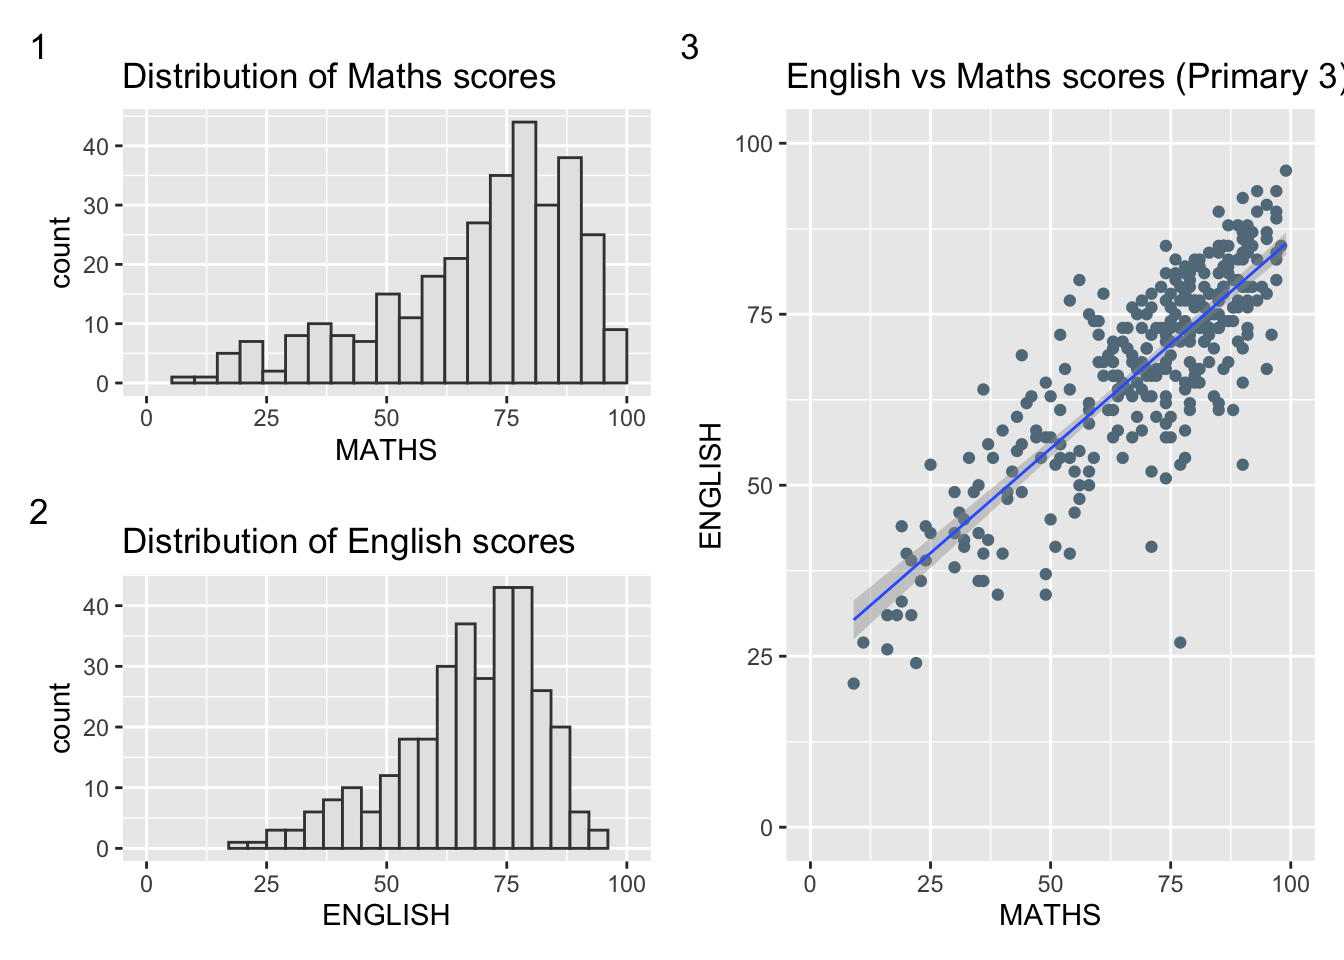 1
Distribution of Maths scores
count
40
30
20
10
0
0 25 50 75 100
MATHS
2
Distribution of English scores
count
40
30
20
10
0
0 25 50 75 100
ENGLISH
3
English vs Maths scores (Primary 3)
ENGLISH
100
75
50
25
0
0 25 50 75 100
MATHS